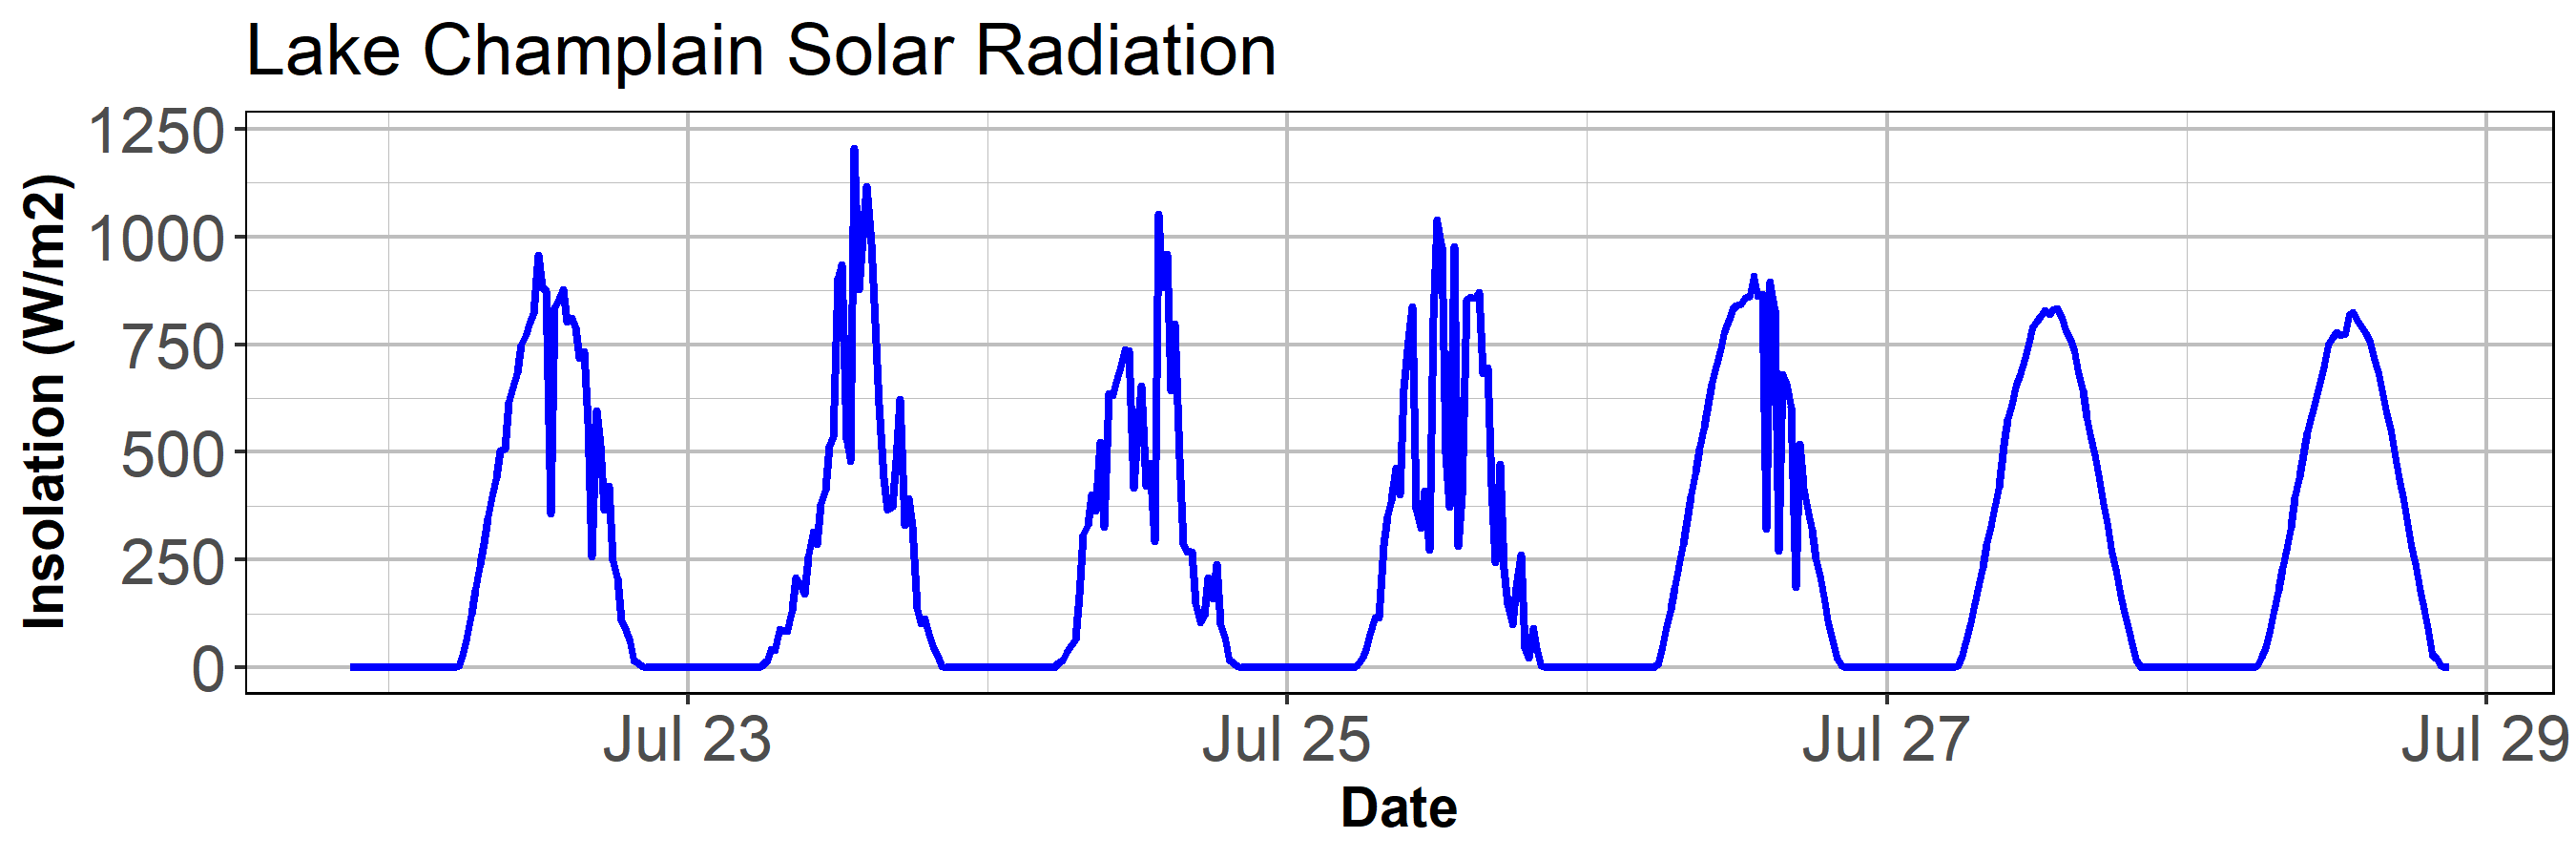 Lake Champlain Solar Radiation
1250
1000
750
500
250
0
Insolation (W/m2)
Jul 23
Jul 25
Jul 27
Jul 29
Date